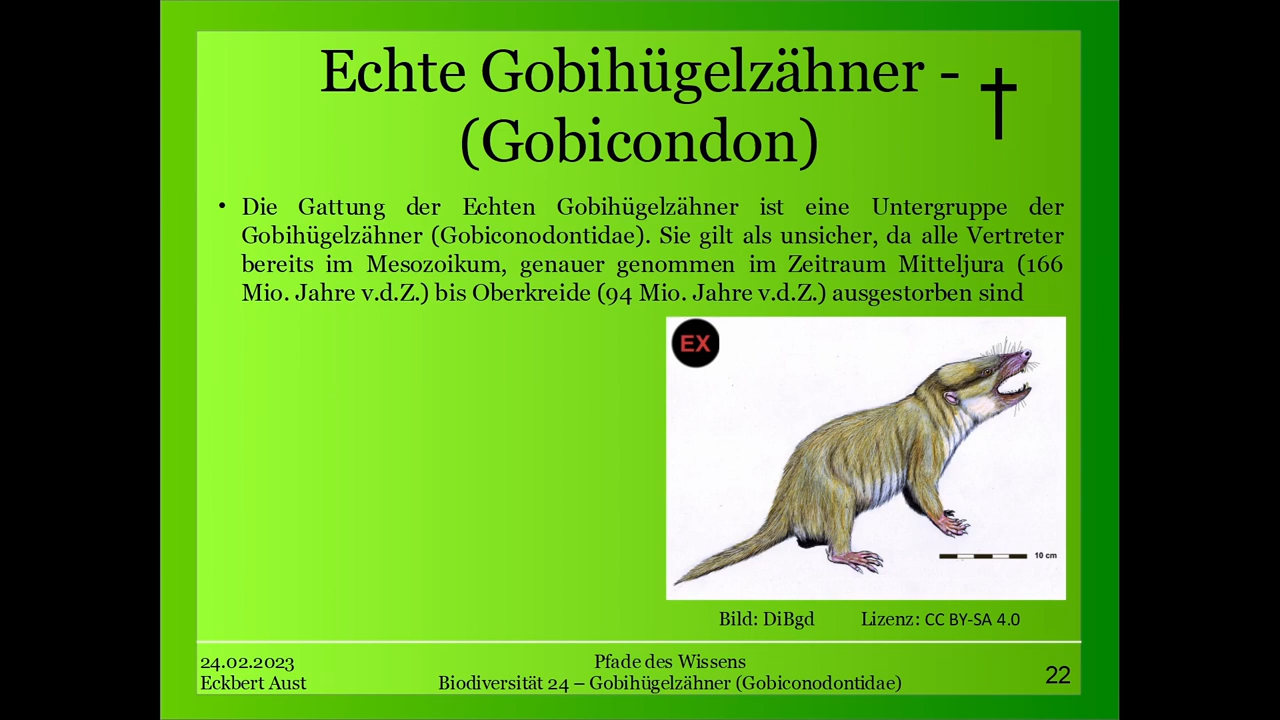 Echte Gobihügelzähner - †
(Gobicondon)
• Die Gattung der Echten Gobihügelzähner ist eine Untergruppe der
Gobihügelzähner (Gobiconodontidae). Sie gilt als unsicher, da alle Vertreter
bereits im Mesozoikum, genauer genommen im Zeitraum Mitteljura (166
Mio. Jahre v.d.Z.) bis Oberkreide (94 Mio. Jahre v.d.Z.) ausgestorben sind
EX
10 cm
Bild: DiBgd Lizenz: CC BY-SA 4.0
24.02.2023
Eckbert Aust
Pfade des Wissens
Biodiversität 24 – Gobihügelzähner (Gobiconodontidae)
22